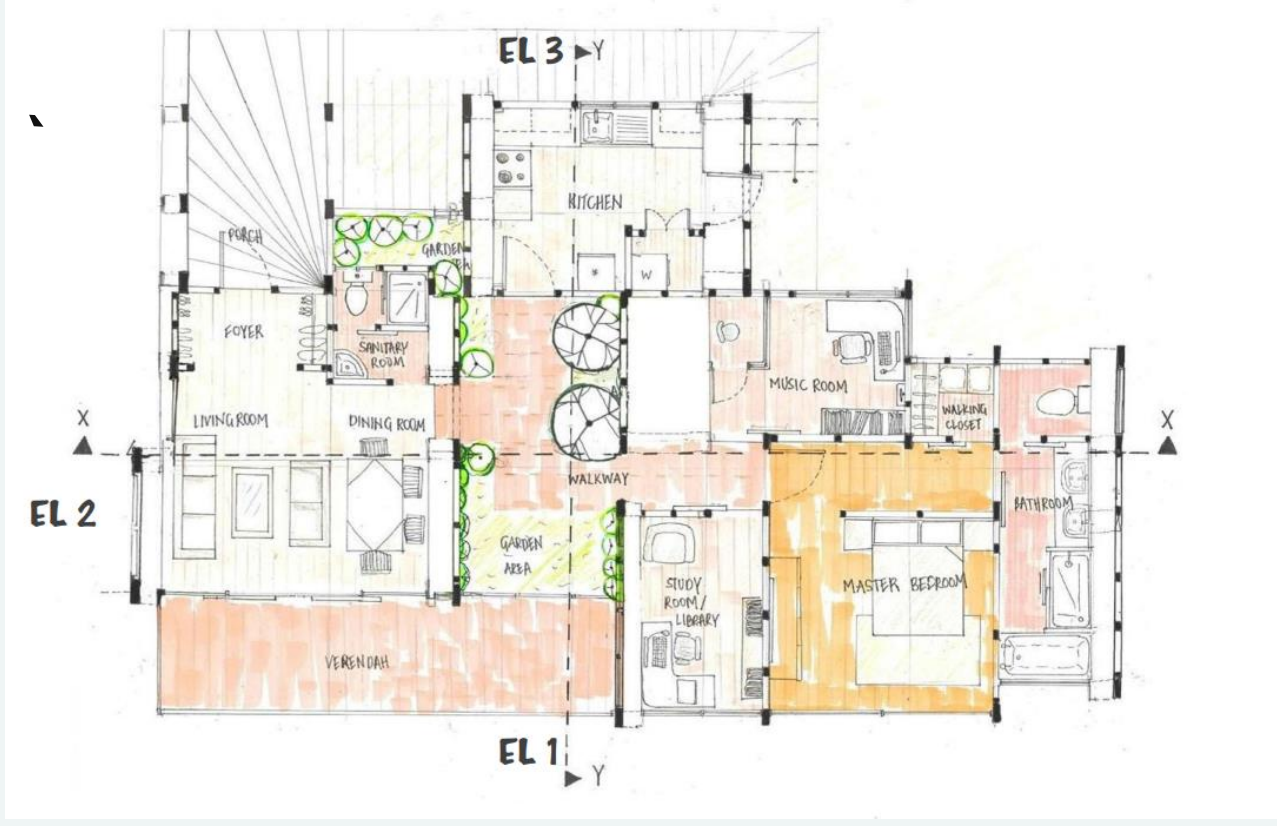 EL 3
Y
KITCHEN
PORCH
GARDEN
W
FOYER
SANITARY
ROOM
MUSIC ROOM
LIVING ROOM
DINING ROOM
WALKING
CLOSET
X
X
WALKWAY
EL 2
BATHROOM
GARDEN
AREA
STUDY
ROOM/
LIBRARY
MASTER BEDROOM
VERENDAH
EL 1
Y